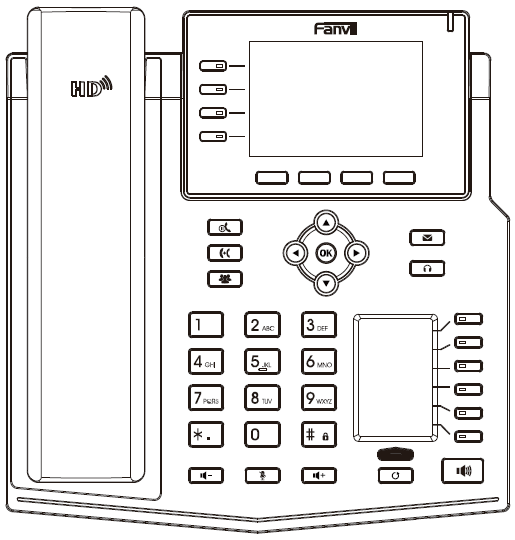 Fanvil
HD
OK
1
2 ABC
3 DEF
4 GHI
5 JKL
6 MNO
7 PQRS
8 TUV
9 WXYZ
* .
0
#